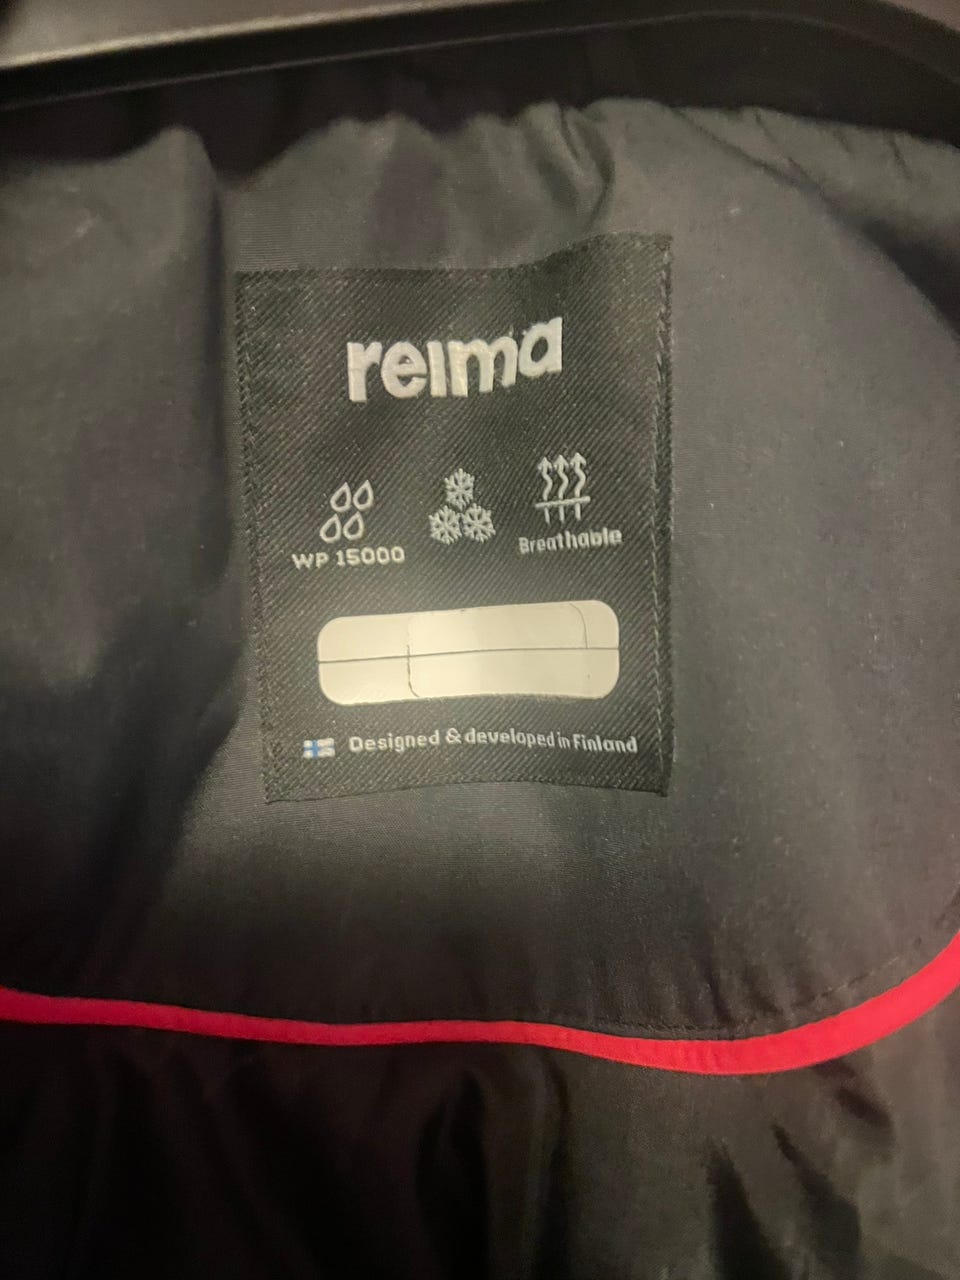 reima
WP 15000
Breathable
Designed & developed in Finland